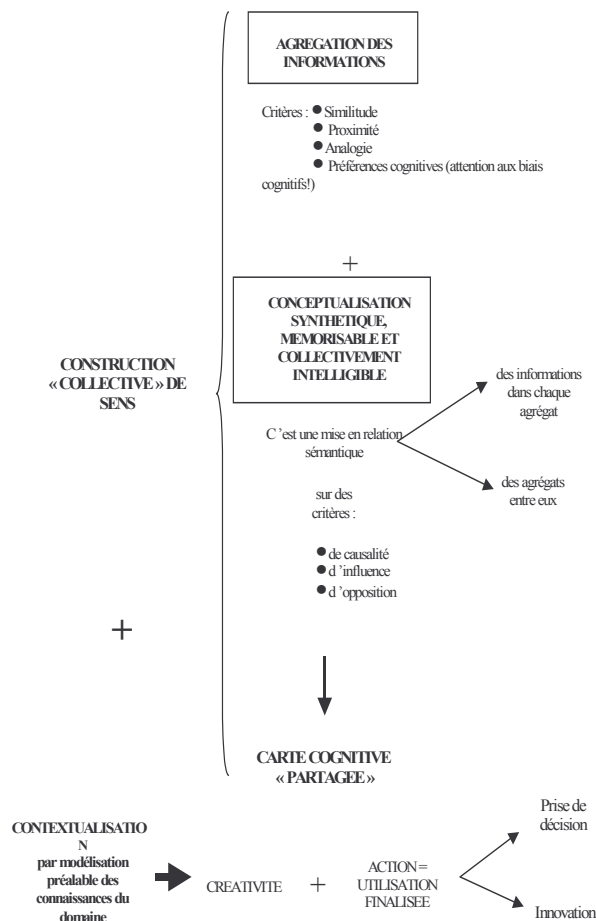 AGREGATION DES
INFORMATIONS
Critères : ● Similitude
● Proximité
● Analogie
● Préférences cognitives (attention aux biais
cognitifs!)
+
CONCEPTUALISATION
SYNTHETIQUE,
MEMORISABLE ET
COLLECTIVEMENT
INTELLIGIBLE
CONSTRUCTION
« COLLECTIVE » DE
SENS
des informations
dans chaque
agrégat
C ’est une mise en relation
sémantique
des agrégats
entre eux
sur des
critères :
● de causalité
● d ’influence
● d ’opposition
+
CARTE COGNITIVE
« PARTAGEE »
CONTEXTUALISATIO
N
par modélisation
préalable des
connaissances du
domaine
CREATIVITE + ACTION =
UTILISATION
FINALISEE
Prise de
décision
Innovation